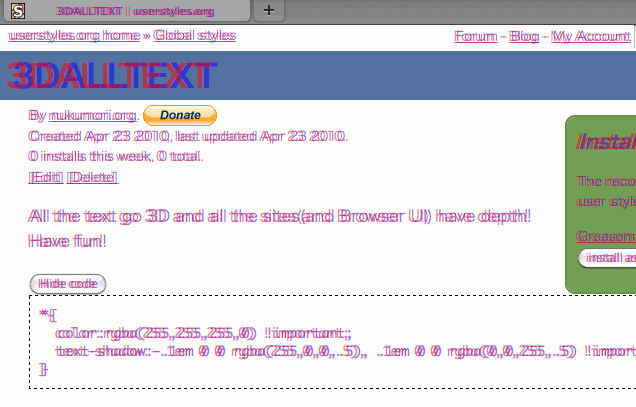 3DALLTEXT | userstyles.org
userstyles.org home » Global styles
Forum - Blog - My Account
3DALLTEXT
By nukumori.org. Donate
Created Apr 23 2010, last updated Apr 23 2010.
0 installs this week, 0 total.
[Edit] [Delete]
All the text go 3D and all the sites(and Browser UI) have depth!
Have fun!
Hide code
*{
color: rgba(255,255,255,0) !important;
text-shadow: -.1em 0 0 rgba(255,0,0,.5), .1em 0 0 rgba(0,0,255,.5) !import
}
Instal
The reco
user style
Greasem
install as